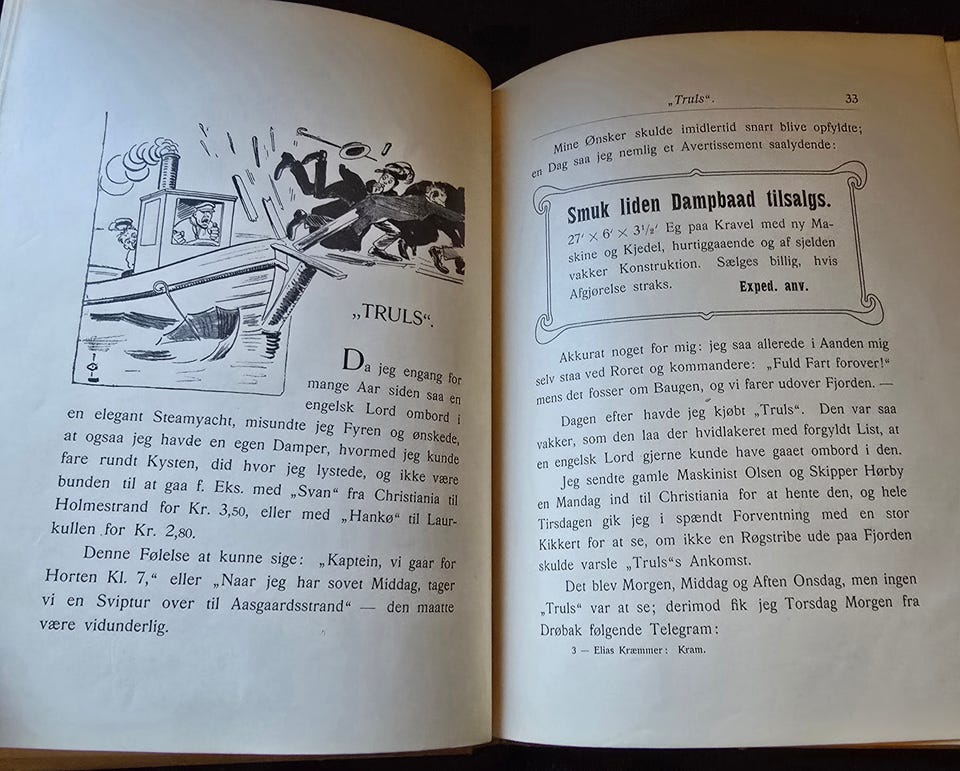 „TRULS“.
Da jeg engang for
mange Aar siden saa en
engelsk Lord ombord i
en elegant Steamyacht, misundte jeg Fyren og ønskede,
at ogsaa jeg havde en egen Damper, hvormed jeg kunde
fare rundt Kysten, did hvor jeg lystede, og ikke være
bunden til at gaa f. Eks. med „Svan“ fra Christiania til
Holmestrand for Kr. 3,50, eller med „Hankø“ til Laur-
kullen for Kr. 2,80.
Denne Følelse at kunne sige: „Kaptein, vi gaar for
Horten Kl. 7,“ eller „Naar jeg har sovet Middag, tager
vi en Sviptur over til Aasgaardsstrand“ — den maatte
være vidunderlig.
„Truls“. 33
Mine Ønsker skulde imidlertid snart blive opfyldte;
en Dag saa jeg nemlig et Avertissement saalydende:
Smuk liden Dampbaad tilsalgs.
27′ × 6′ × 3½′ Eg paa Kravel med ny Ma-
skine og Kjedel, hurtiggaaende og af sjelden
vakker Konstruktion. Sælges billig, hvis
Afgjørelse straks. Exped. anv.
Akkurat noget for mig: jeg saa allerede i Aanden mig
selv staa ved Roret og kommandere: „Fuld Fart forover!“
mens det fosser om Baugen, og vi farer udover Fjorden. —
Dagen efter havde jeg kjøbt „Truls“. Den var saa
vakker, som den laa der hvidlakeret med forgyldt List, at
en engelsk Lord gjerne kunde have gaaet ombord i den.
Jeg sendte gamle Maskinist Olsen og Skipper Hørby
en Mandag ind til Christiania for at hente den, og hele
Tirsdagen gik jeg i spændt Forventning med en stor
Kikkert for at se, om ikke en Røgstribe ude paa Fjorden
skulde varsle „Truls“s Ankomst.
Det blev Morgen, Middag og Aften Onsdag, men ingen
„Truls“ var at se; derimod fik jeg Torsdag Morgen fra
Drøbak følgende Telegram:
3 — Elias Kræmmer: Kram.